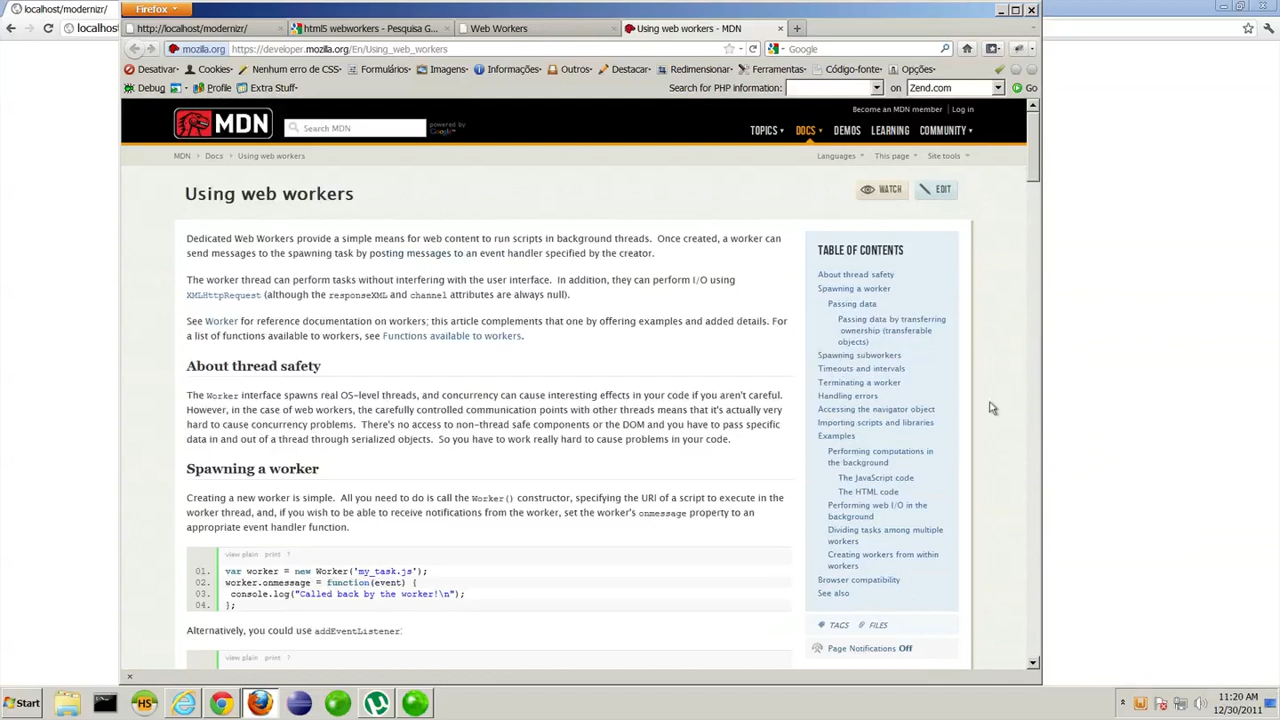 localhost/modernizr/
localhos
Firefox
http://localhost/modernizr/
html5 webworkers - Pesquisa G...
Web Workers
Using web workers - MDN
mozilla.org
https://developer.mozilla.org/En/Using_web_workers
Google
Desativar· Cookies· Nenhum erro de CSS· Formulários· Imagens· Informações· Outros· Destacar· Redimensionar· Ferramentas· Código-fonte· Opções·
Debug Profile Extra Stuff·
Search for PHP information: on Zend.com Go
Become an MDN member Log in
MDN
Search MDN
powered by
Google™
TOPICS DOCS DEMOS LEARNING COMMUNITY
MDN Docs Using web workers
Languages This page Site tools
Using web workers
WATCH EDIT
Dedicated Web Workers provide a simple means for web content to run scripts in background threads. Once created, a worker can
send messages to the spawning task by posting messages to an event handler specified by the creator.
The worker thread can perform tasks without interfering with the user interface. In addition, they can perform I/O using
XMLHttpRequest (although the responseXML and channel attributes are always null).
See Worker for reference documentation on workers; this article complements that one by offering examples and added details. For
a list of functions available to workers, see Functions available to workers.
About thread safety
The Worker interface spawns real OS-level threads, and concurrency can cause interesting effects in your code if you aren't careful.
However, in the case of web workers, the carefully controlled communication points with other threads means that it's actually very
hard to cause concurrency problems. There's no access to non-thread safe components or the DOM and you have to pass specific
data in and out of a thread through serialized objects. So you have to work really hard to cause problems in your code.
Spawning a worker
Creating a new worker is simple. All you need to do is call the Worker() constructor, specifying the URI of a script to execute in the
worker thread, and, if you wish to be able to receive notifications from the worker, set the worker's onmessage property to an
appropriate event handler function.
view plain print ?
01. var worker = new Worker('my_task.js');
02. worker.onmessage = function(event) {
03. console.log("Called back by the worker!\n");
04. };
Alternatively, you could use addEventListener:
view plain print ?
TABLE OF CONTENTS
About thread safety
Spawning a worker
Passing data
Passing data by transferring
ownership (transferable
objects)
Spawning subworkers
Timeouts and intervals
Terminating a worker
Handling errors
Accessing the navigator object
Importing scripts and libraries
Examples
Performing computations in
the background
The JavaScript code
The HTML code
Performing web I/O in the
background
Dividing tasks among multiple
workers
Creating workers from within
workers
Browser compatibility
See also
TAGS FILES
Page Notifications Off
Start
HS
11:20 AM
12/30/2011